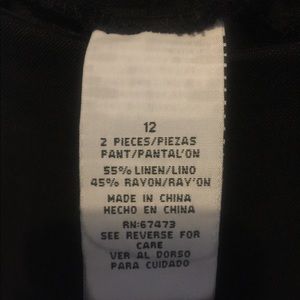 12
2 PIECES/PIEZAS
PANT/PANTAL'ON
55% LINEN/LINO
45% RAYON/RAY'ON
MADE IN CHINA
HECHO EN CHINA
RN:67473
SEE REVERSE FOR
CARE
VER AL DORSO
PARA CUIDADO